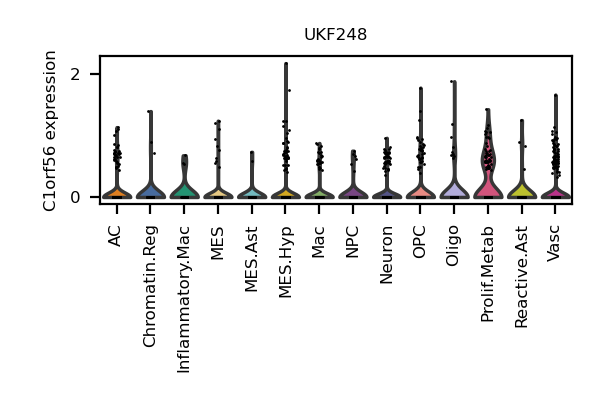 UKF248
C1orf56 expression
2
0
AC
Chromatin.Reg
Inflammatory.Mac
MES
MES.Ast
MES.Hyp
Mac
NPC
Neuron
OPC
Oligo
Prolif.Metab
Reactive.Ast
Vasc